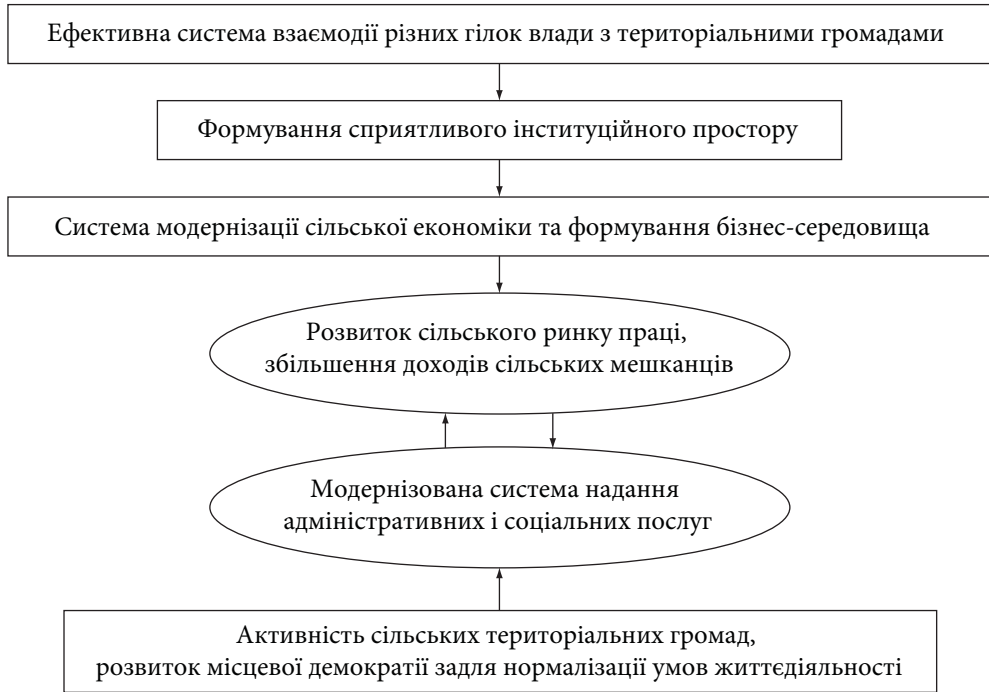 Ефективна система взаємодії різних гілок влади з територіальними громадами
Формування сприятливого інституційного простору
Система модернізації сільської економіки та формування бізнес-середовища
Розвиток сільського ринку праці,
збільшення доходів сільських мешканців
Модернізована система надання
адміністративних і соціальних послуг
Активність сільських територіальних громад,
розвиток місцевої демократії задля нормалізації умов життєдіяльності